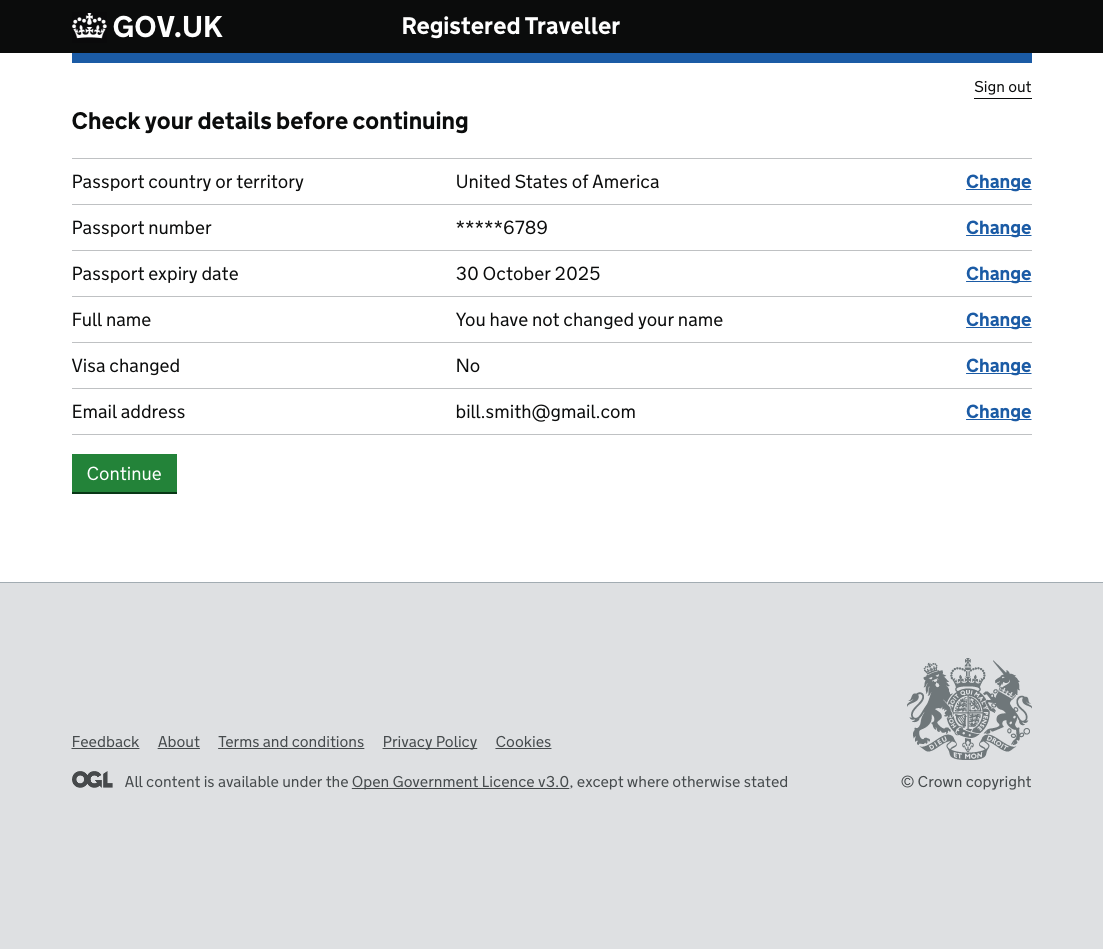 GOV.UK Registered Traveller
Sign out
Check your details before continuing
Passport country or territory United States of America Change
Passport number *****6789 Change
Passport expiry date 30 October 2025 Change
Full name You have not changed your name Change
Visa changed No Change
Email address bill.smith@gmail.com Change
Continue
Feedback About Terms and conditions Privacy Policy Cookies
OGL All content is available under the Open Government Licence v3.0, except where otherwise stated
© Crown copyright